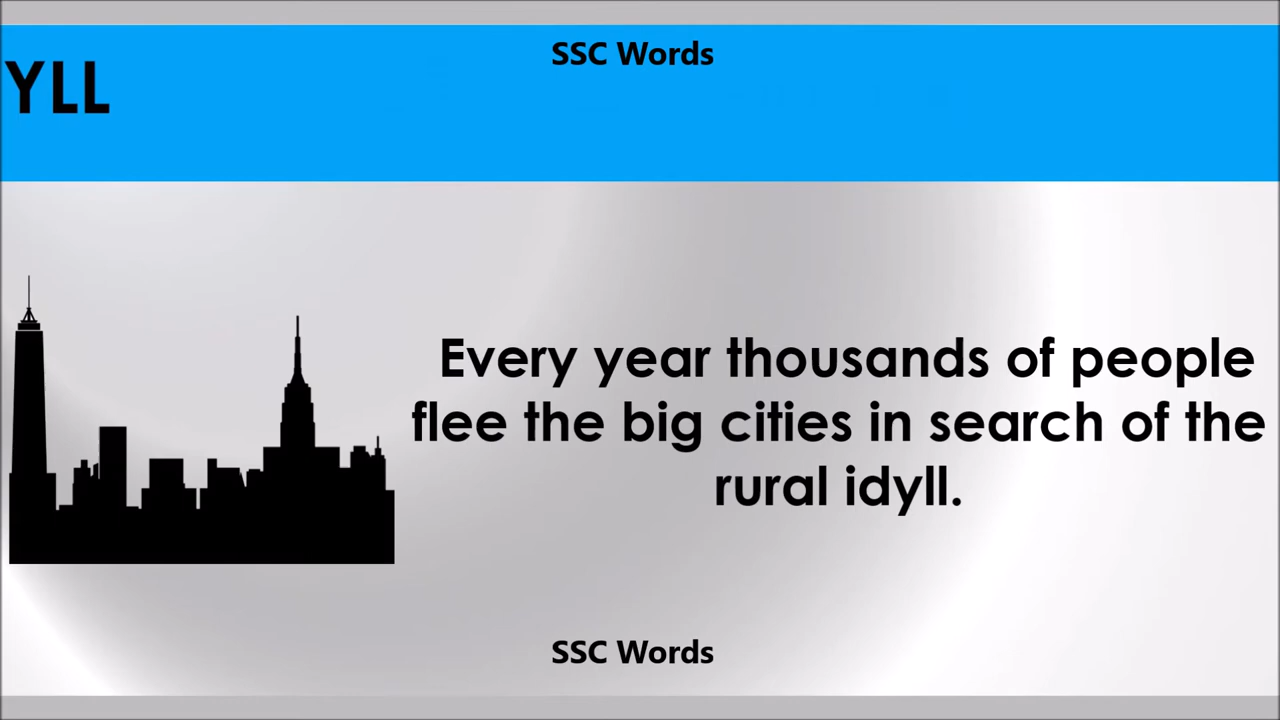 SSC Words
YLL
Every year thousands of people
flee the big cities in search of the
rural idyll.
SSC Words